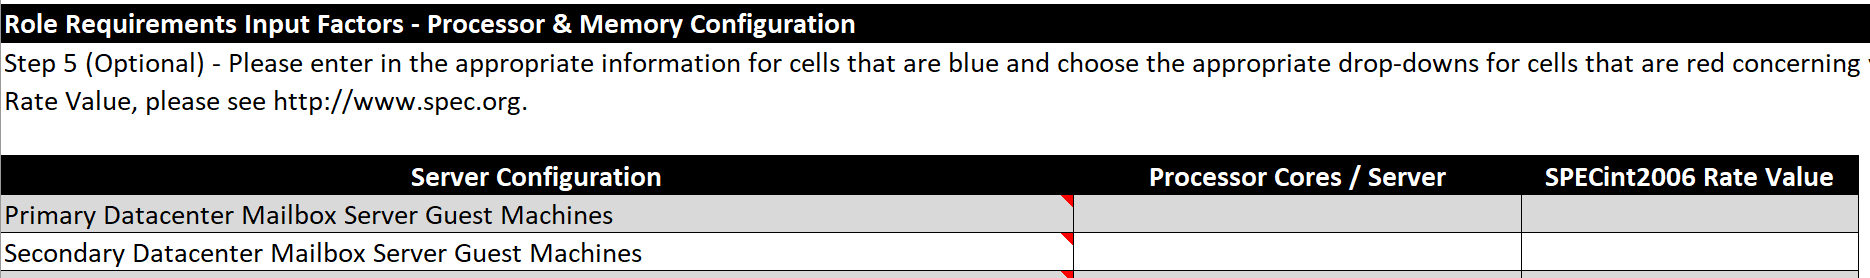 Role Requirements Input Factors - Processor & Memory Configuration
Step 5 (Optional) - Please enter in the appropriate information for cells that are blue and choose the appropriate drop-downs for cells that are red concerning
Rate Value, please see http://www.spec.org.
Server Configuration Processor Cores / Server SPECint2006 Rate Value
Primary Datacenter Mailbox Server Guest Machines
Secondary Datacenter Mailbox Server Guest Machines